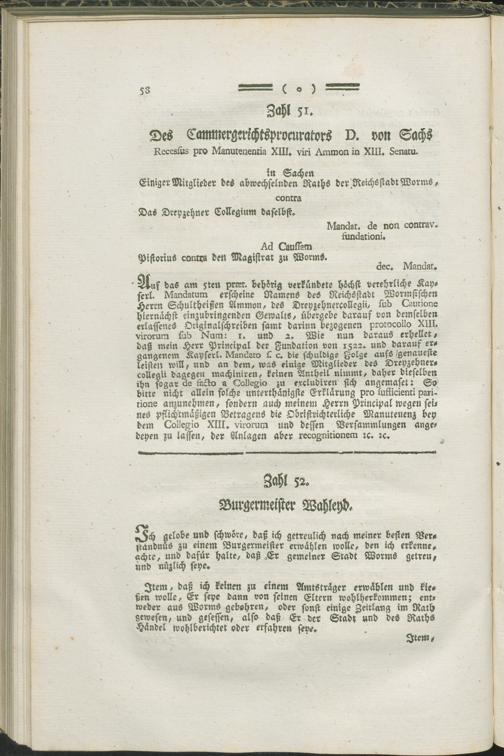 58 ( o )
Zahl 51.
Des Cammergerichtsprocurators D. von Sachs
Recessus pro Manutenentia XIII. viri Ammon in XIII. Senatu.
in Sachen
Einiger Mitglieder des abwechselnden Raths der Reichsstadt Worms,
contra
Das Dreyzehner Collegium daselbst.
Mandat. de non contrav.
fundationi.
Ad Caussam
Pistorius contra den Magistrat zu Worms.
dec. Mandat.
Auf das am 5ten præt. behörig verkündete höchst verehrliche Kay-
serl. Mandatum erscheine Namens des Reichsstadt Wormsischen
Herrn Schultheissen Ammon, des Dreyzehnercollegii, sub Cautione
hiernächst einzubringenden Gewalts, übergebe darauf von demselben
erlassenes Originalschreiben samt darinn bezogenen protocollo XIII.
virorum sub Num: 1. und 2. Wie nun daraus erhellet,
daß mein Herr Principal der Fundation von 1522. und darauf er-
gangenem Kayserl. Mandato s. c. die schuldige Folge aufs genaueste
leisten will, und an dem, was einige Mitglieder des Dreyzehner-
collegii dagegen machiniren, keinen Antheil nimmt, daher dieselben
ihn sogar de facto a Collegio zu excludiren sich angemaset: So
bitte nicht allein solche unterthänigste Erklärung pro sufficienti pari-
tione anzunehmen, sondern auch meinem Herrn Principal wegen sei-
nes pflichtmäßigen Betragens die Obristrichterliche Manutenenz bey
dem Collegio XIII. virorum und dessen Versammlungen ange-
deyen zu lassen, der Anlagen aber recognitionem ꝛc. ꝛc.
Zahl 52.
Burgermeister Wahleyd.
Ich gelobe und schwöre, daß ich getreulich nach meiner besten Ver-
ständnüs zu einem Burgermeister erwählen wolle, den ich erkenne,
achte, und dafür halte, daß Er gemeiner Stadt Worms getreu,
und nüzlich seye.
Item, daß ich keinen zu einem Amtsträger erwählen und kie-
ßen wolle, Er seye dann von seinen Eltern wohlherkommen; ent-
weder aus Worms gebohren, oder sonst einige Zeitlang im Rath
gewesen, und gesessen, also daß Er der Stadt und des Raths
Händel wohlberichtet oder erfahren seye.
Item,